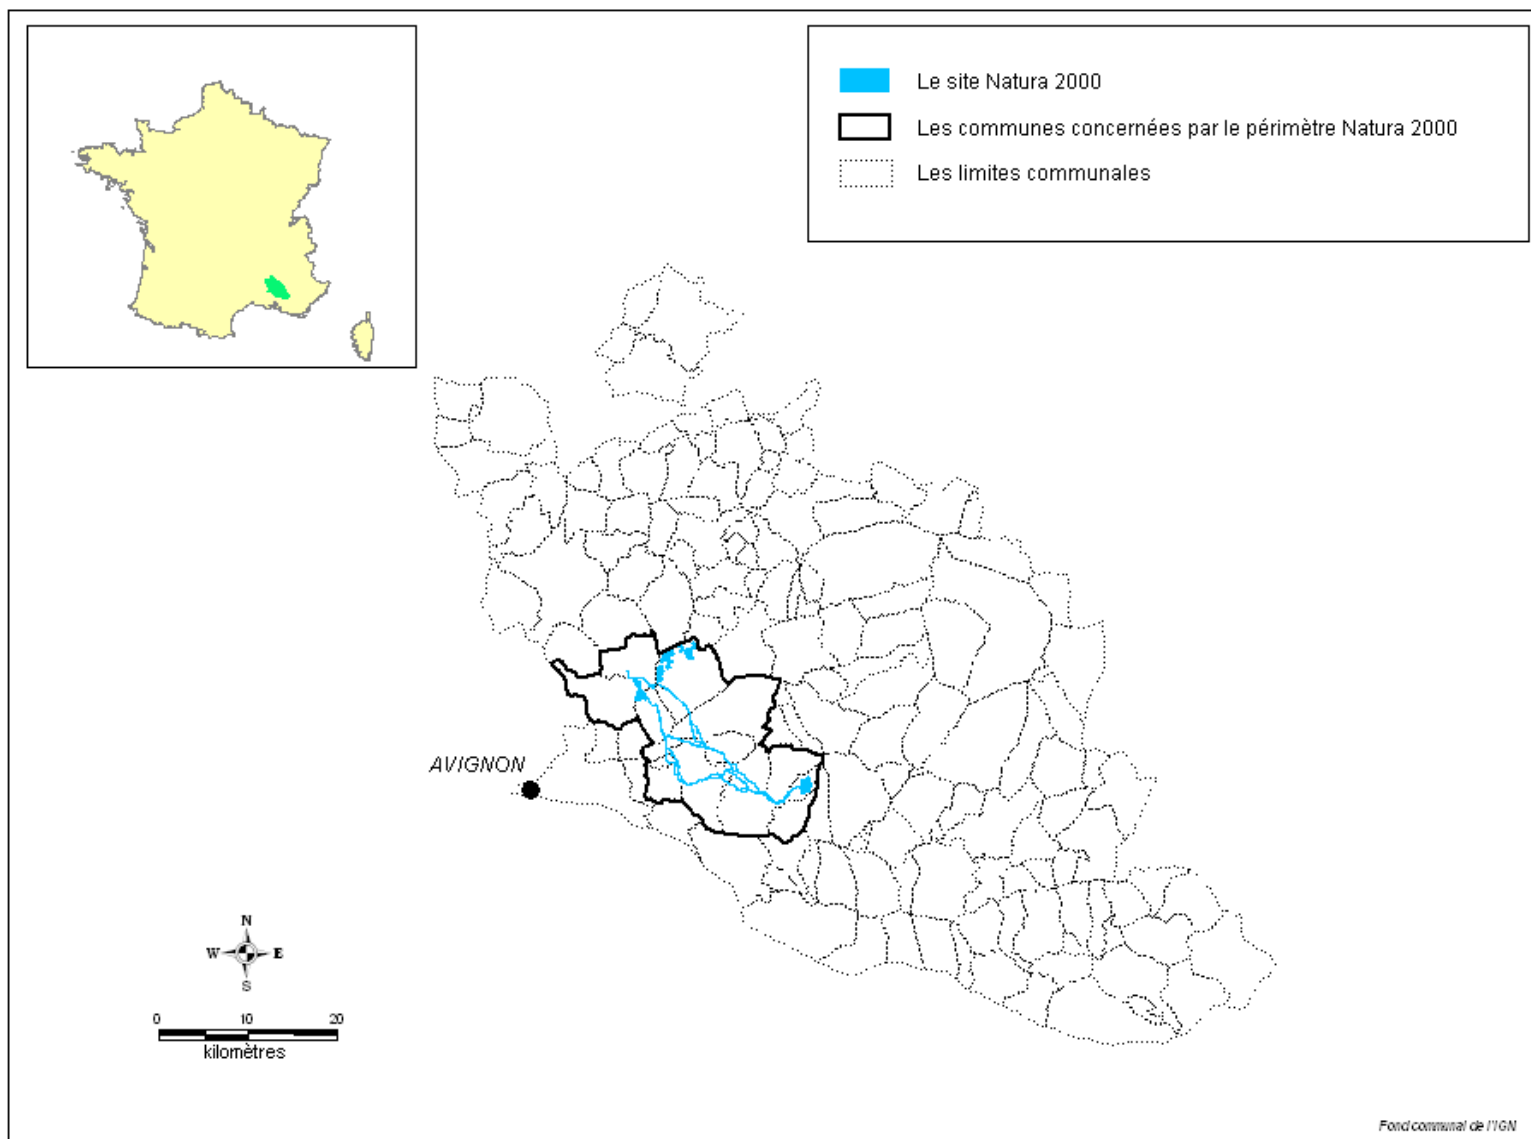 Le site Natura 2000
Les communes concernées par le périmètre Natura 2000
Les limites communales
AVIGNON
N
W E
S
0 10 20
kilomètres
Fond communal de l'IGN